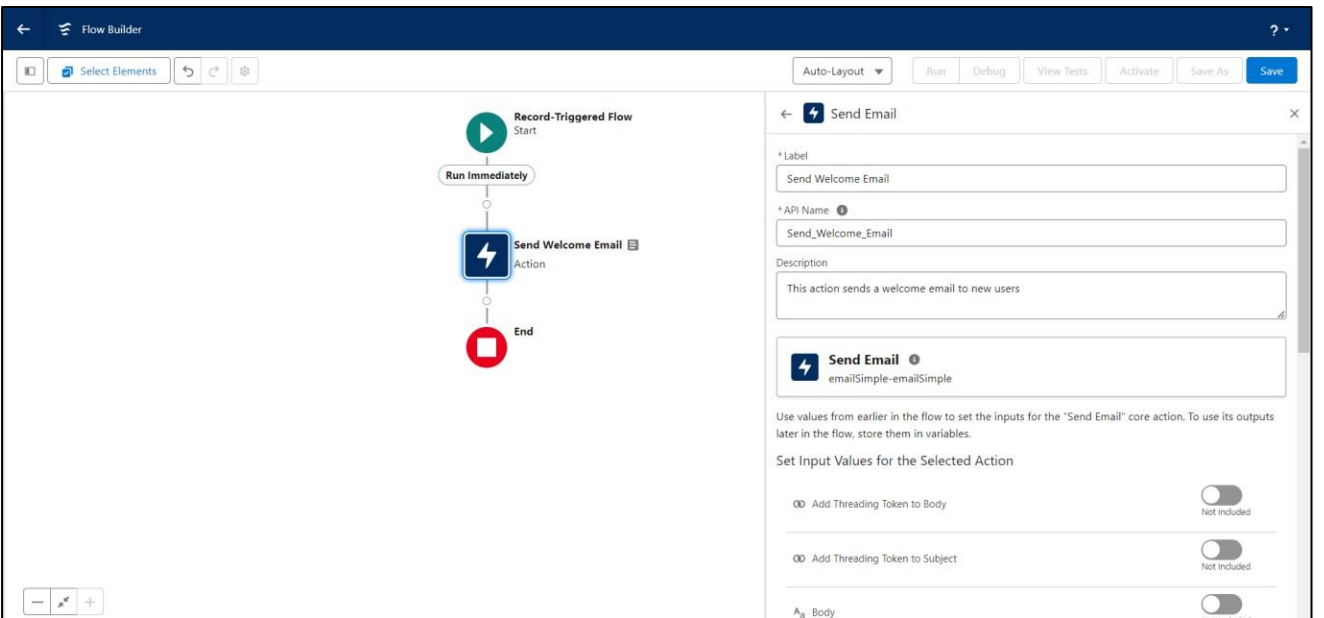 Flow Builder
?
Select Elements
Auto-Layout
Run
Debug
View Tests
Activate
Save As
Save
Record-Triggered Flow
Start
Run Immediately
Send Welcome Email
Action
End
Send Email
*Label
Send Welcome Email
*API Name
Send_Welcome_Email
Description
This action sends a welcome email to new users
Send Email
emailSimple-emailSimple
Use values from earlier in the flow to set the inputs for the "Send Email" core action. To use its outputs
later in the flow, store them in variables.
Set Input Values for the Selected Action
Add Threading Token to Body
Not Included
Add Threading Token to Subject
Not Included
Aa Body